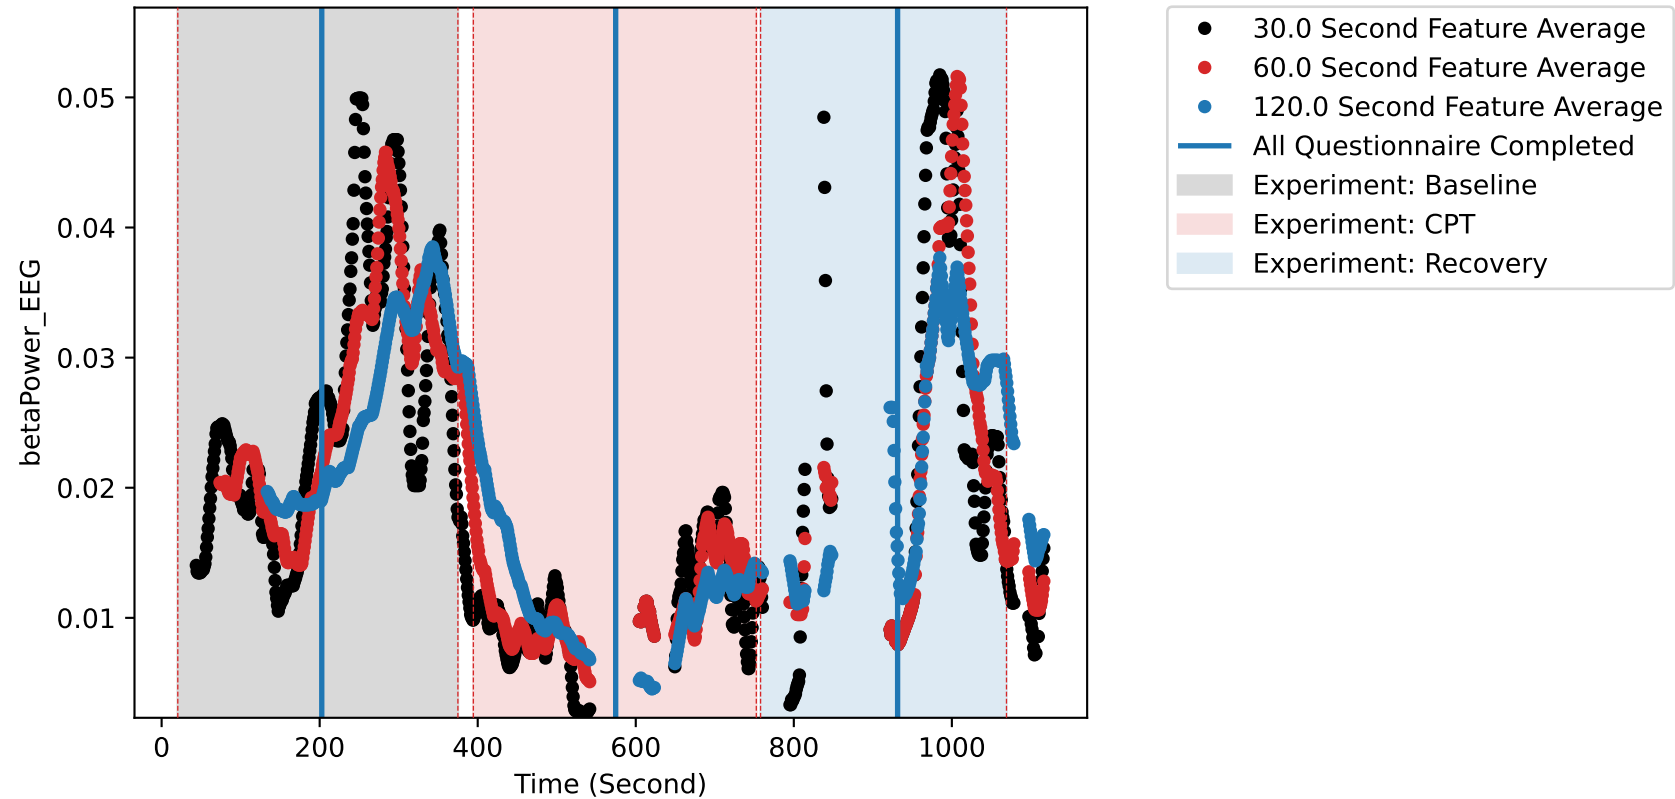 0.05
0.04
0.03
0.02
0.01
betaPower_EEG
0 200 400 600 800 1000
Time (Second)
30.0 Second Feature Average
60.0 Second Feature Average
120.0 Second Feature Average
All Questionnaire Completed
Experiment: Baseline
Experiment: CPT
Experiment: Recovery